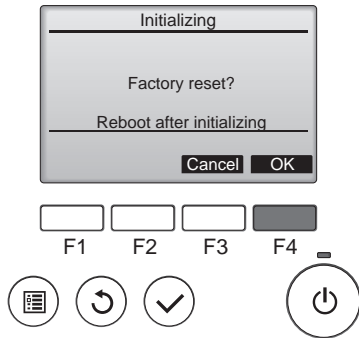 Initializing
Factory reset?
Reboot after initializing
Cancel OK
F1 F2 F3 F4